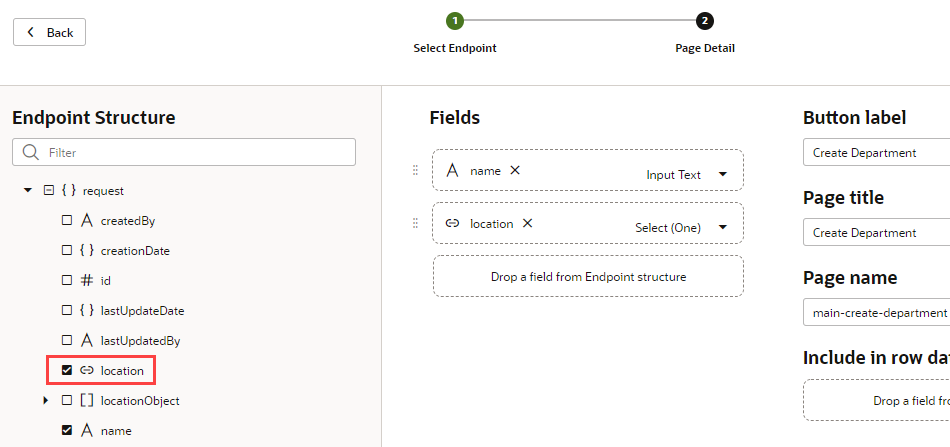 Back
1
2
Select Endpoint
Page Detail
Endpoint Structure
Filter
{ } request
A createdBy
{ } creationDate
# id
{ } lastUpdateDate
A lastUpdatedBy
location
[ ] locationObject
A name
Fields
A name ✕ Input Text
location ✕ Select (One)
Drop a field from Endpoint structure
Button label
Create Department
Page title
Create Department
Page name
main-create-department
Include in row da
Drop a field fr